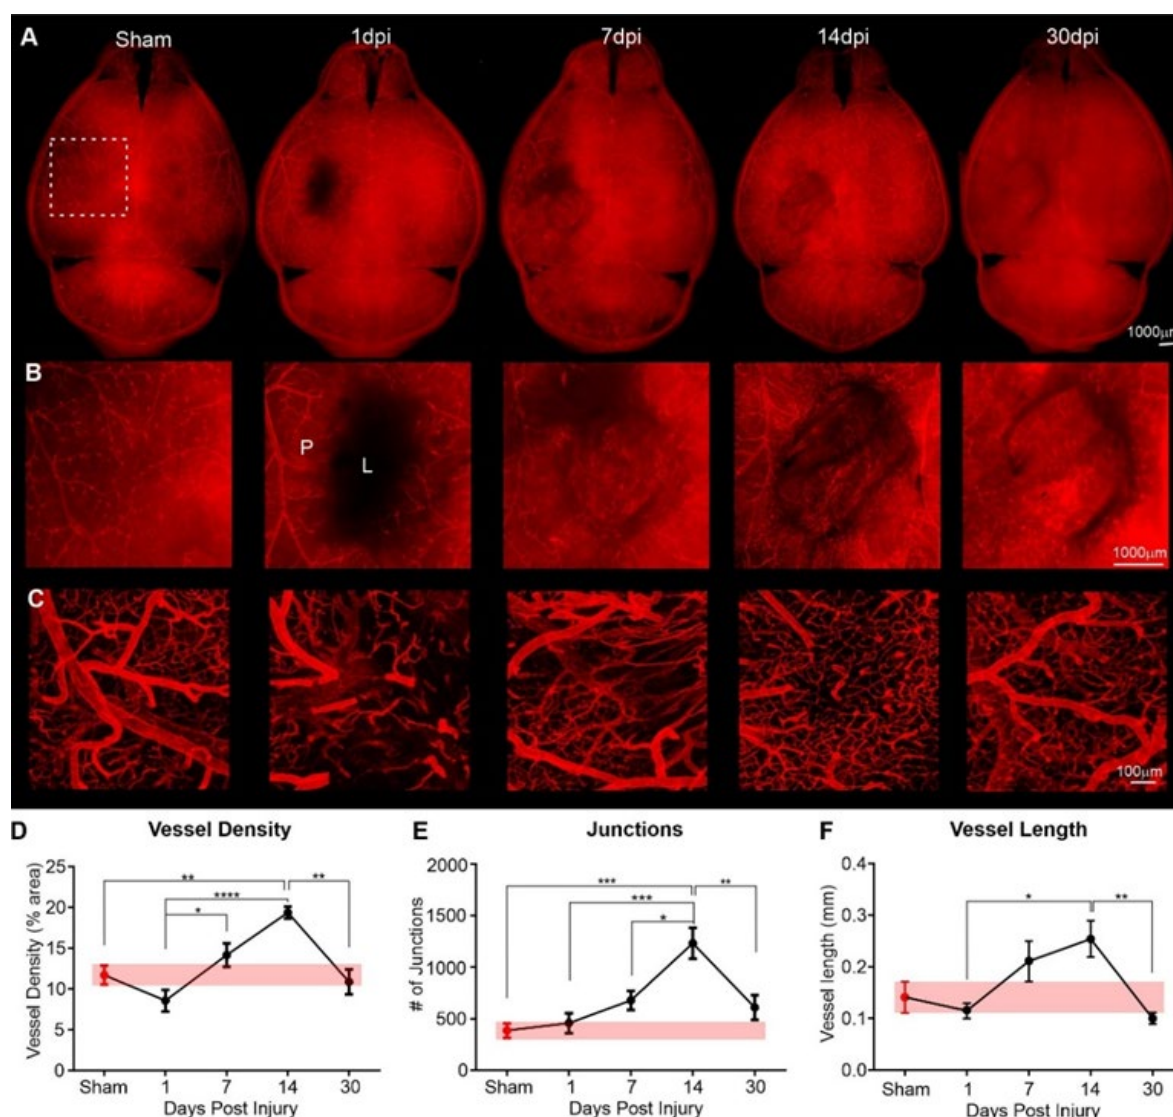 A
Sham
1dpi
7dpi
14dpi
30dpi
1000μm
B
P
L
1000μm
C
100μm
D
Vessel Density
Vessel Density (% area)
25
20
15
10
5
0
**
****
*
**
Sham
1
7
14
30
Days Post Injury
E
Junctions
# of Junctions
2000
1500
1000
500
0
***
***
*
**
Sham
1
7
14
30
Days Post Injury
F
Vessel Length
Vessel length (mm)
0.4
0.3
0.2
0.1
0.0
*
**
Sham
1
7
14
30
Days Post Injury